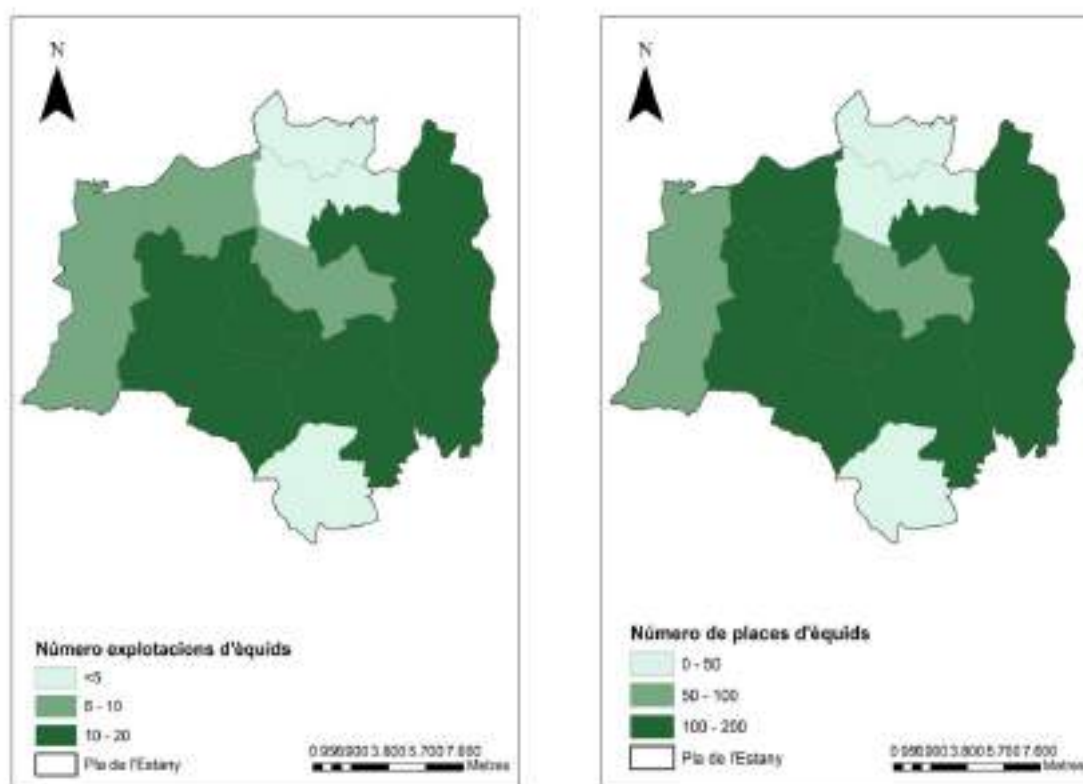 N
Número explotacions d'èquids
<5
5 - 10
10 - 20
Pla de l'Estany
Metres
N
Número de places d'èquids
0 - 50
50 - 100
100 - 200
Pla de l'Estany
Metres